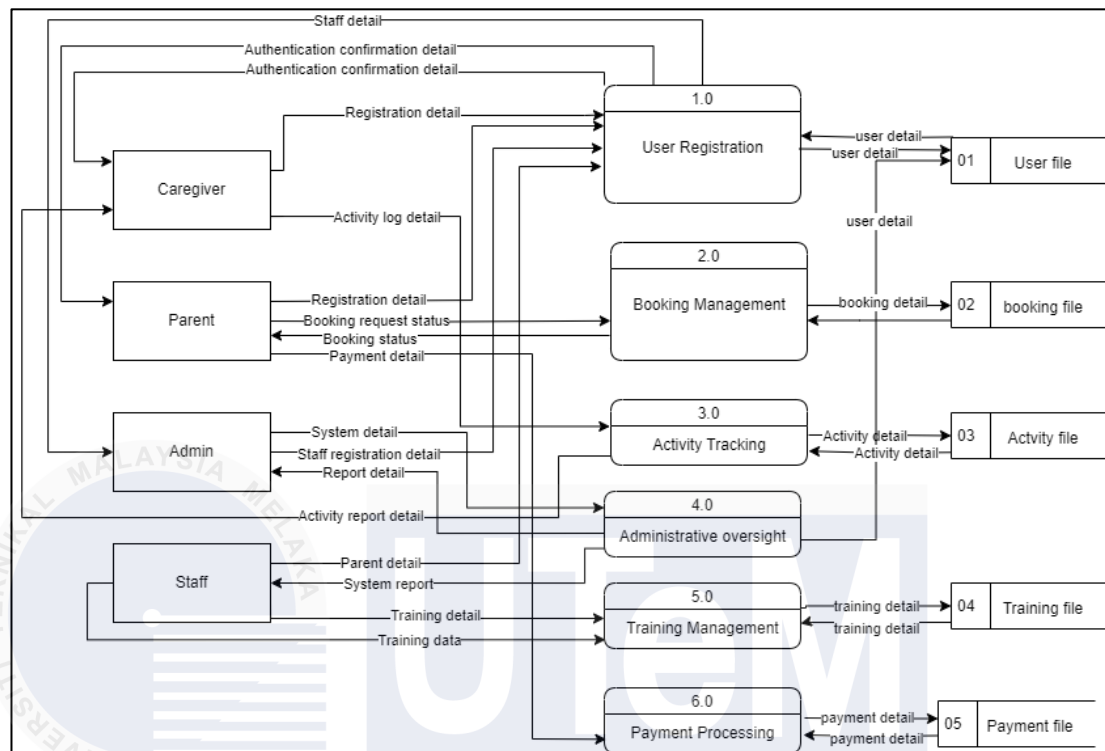 Staff detail
Authentication confirmation detail
Authentication confirmation detail
1.0
Registration detail
User Registration
user detail
user detail
01
User file
Caregiver
Activity log detail
user detail
2.0
Registration detail
Booking Management
booking detail
02
booking file
Parent
Booking request status
Booking status
Payment detail
3.0
System detail
Activity Tracking
Activity detail
03
Actvity file
Admin
Staff registration detail
Activity detail
Report detail
4.0
Activity report detail
Administrative oversight
Parent detail
Staff
System report
5.0
Training detail
Training Management
training detail
04
Training file
training detail
Training data
6.0
Payment Processing
payment detail
05
Payment file
payment detail
MALAYSIA MELAKA
UTeM